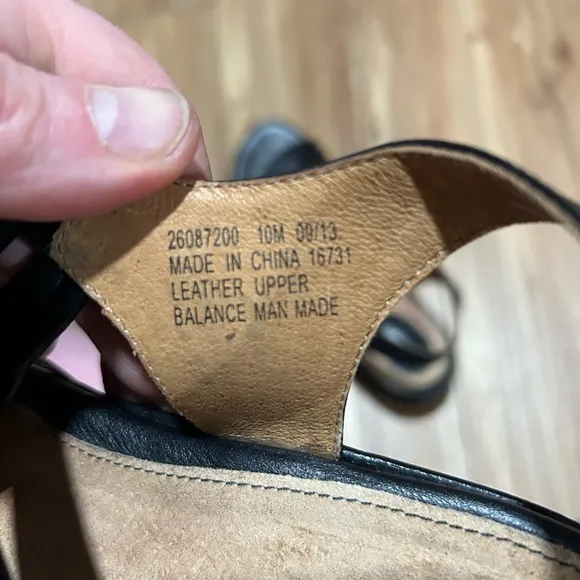 26087200 10M 09/13
MADE IN CHINA 16731
LEATHER UPPER
BALANCE MAN MADE